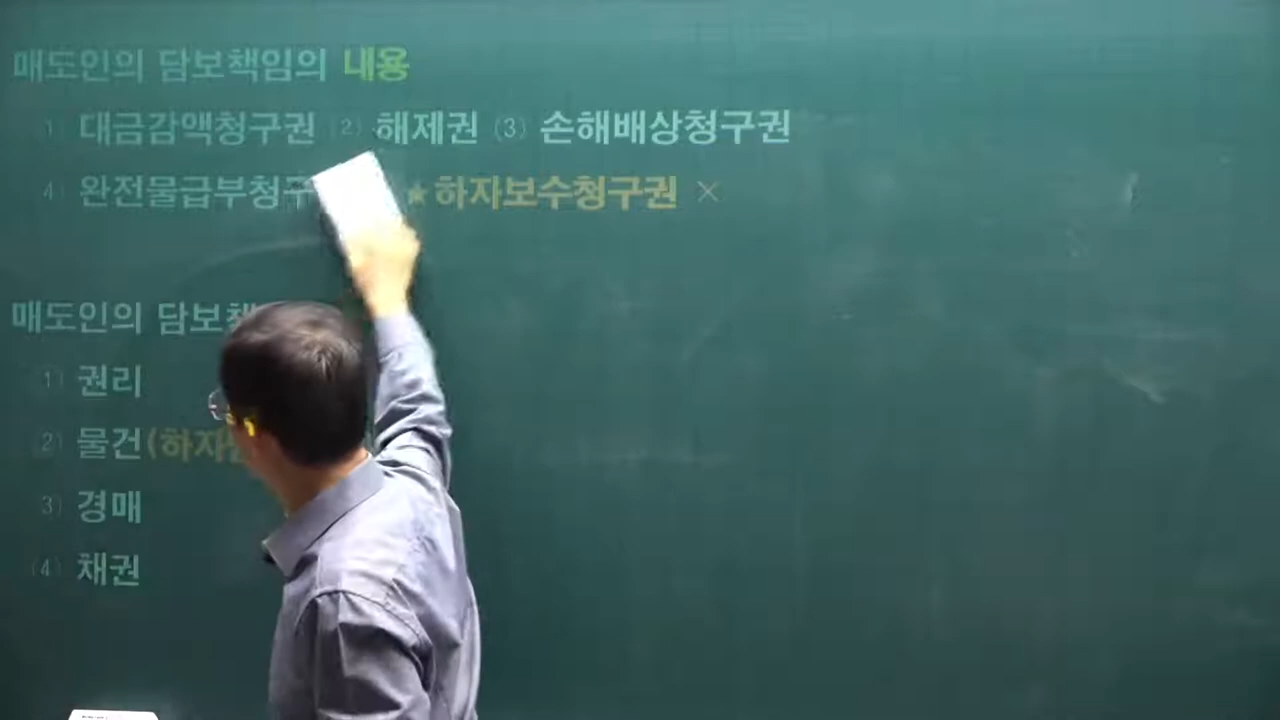 매도인의 담보책임의 내용
(1) 대금감액청구권 (2) 해제권 (3) 손해배상청구권
(4) 완전물급부청구 ★하자보수청구권 ×
매도인의 담보책
(1) 권리
(2) 물건(하자
(3) 경매
(4) 채권